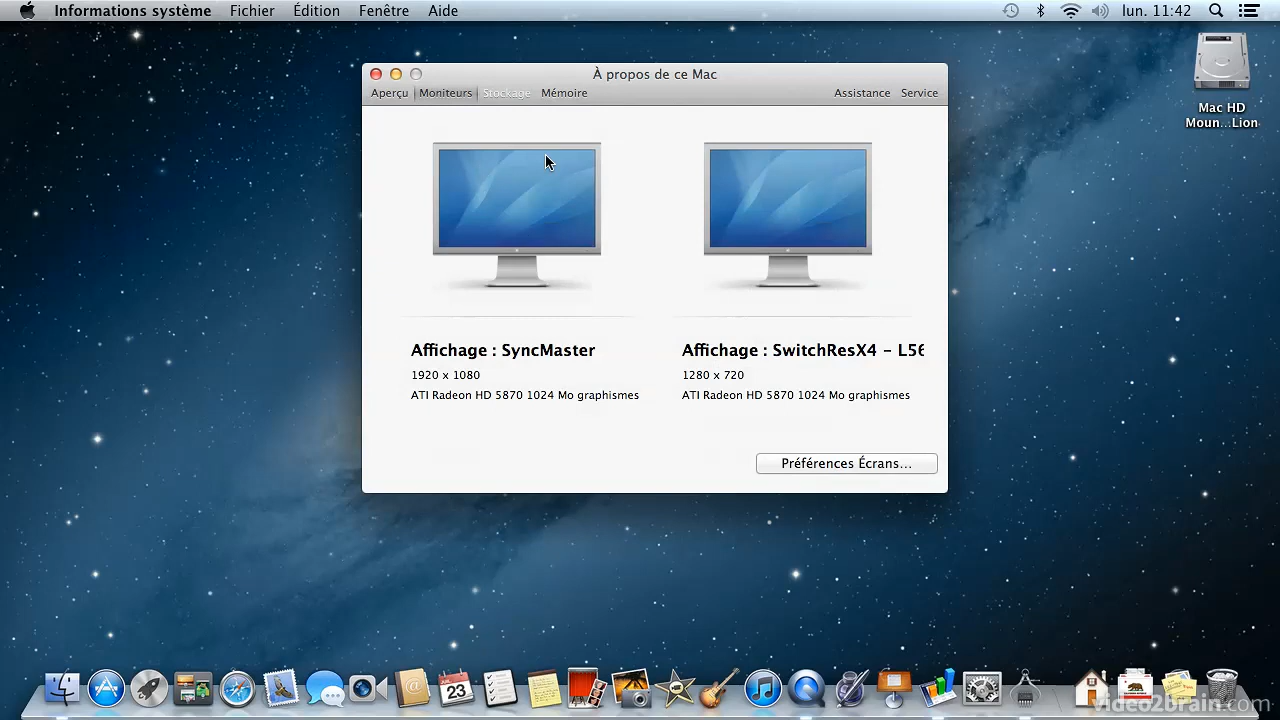 Informations système Fichier Édition Fenêtre Aide lun. 11:42
À propos de ce Mac
Aperçu Moniteurs Stockage Mémoire Assistance Service
Mac HD
Moun...Lion
Affichage : SyncMaster
1920 x 1080
ATI Radeon HD 5870 1024 Mo graphismes
Affichage : SwitchResX4 – L56
1280 x 720
ATI Radeon HD 5870 1024 Mo graphismes
Préférences Écrans...
23
video2brain.com